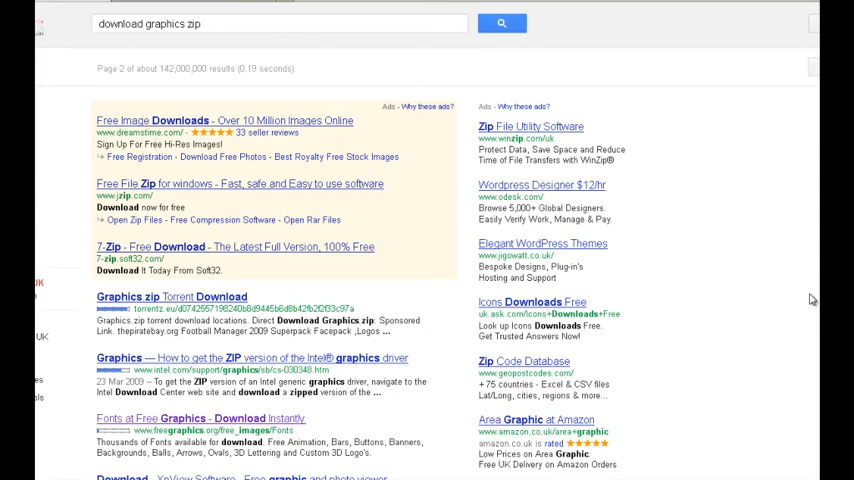 download graphics zip
Page 2 of about 142,000,000 results (0.19 seconds)
Ads - Why these ads?
Free Image Downloads - Over 10 Million Images Online
www.dreamstime.com/ - ★★★★★ 33 seller reviews
Sign Up For Free Hi-Res Images!
Free Registration - Download Free Photos - Best Royalty Free Stock Images
Free File Zip for windows - Fast, safe and Easy to use software
www.jzip.com/
Download now for free
Open Zip Files - Free Compression Software - Open Rar Files
7-Zip - Free Download - The Latest Full Version, 100% Free
7-zip.soft32.com/
Download It Today From Soft32.
Graphics zip Torrent Download
Graphics.zip torrent download locations. Direct Download Graphics.zip: Sponsored
Link. thepiratebay.org Football Manager 2009 Superpack Facepack ,Logos ...
Graphics — How to get the ZIP version of the Intel® graphics driver
www.intel.com/support/graphics/sb/cs-030348.htm
23 Mar 2009 – To get the ZIP version of an Intel generic graphics driver, navigate to the
Intel Download Center web site and download a zipped version of the ...
Fonts at Free Graphics - Download Instantly.
www.freegraphics.org/free_images/Fonts
Thousands of Fonts available for download. Free Animation, Bars, Buttons, Banners,
Backgrounds, Balls, Arrows, Ovals, 3D Lettering and Custom 3D Logo's.
Download - XnView Software - Free graphic and photo viewer
Ads - Why these ads?
Zip File Utility Software
www.winzip.com/uk
Protect Data, Save Space and Reduce
Time of File Transfers with WinZip®
Wordpress Designer $12/hr
www.odesk.com/
Browse 5,000+ Global Designers.
Easily Verify Work, Manage & Pay.
Elegant WordPress Themes
www.jigowatt.co.uk/
Bespoke Designs, Plug-in's
Hosting and Support
Icons Downloads Free
uk.ask.com/Icons+Downloads+Free
Look up Icons Downloads Free.
Get Trusted Answers Now!
Zip Code Database
www.geopostcodes.com/
+75 countries - Excel & CSV files
Lat/Long, cities, regions & more...
Area Graphic at Amazon
www.amazon.co.uk/area+graphic
amazon.co.uk is rated ★★★★★
Low Prices on Area Graphic.
Free UK Delivery on Amazon Orders
UK
UK